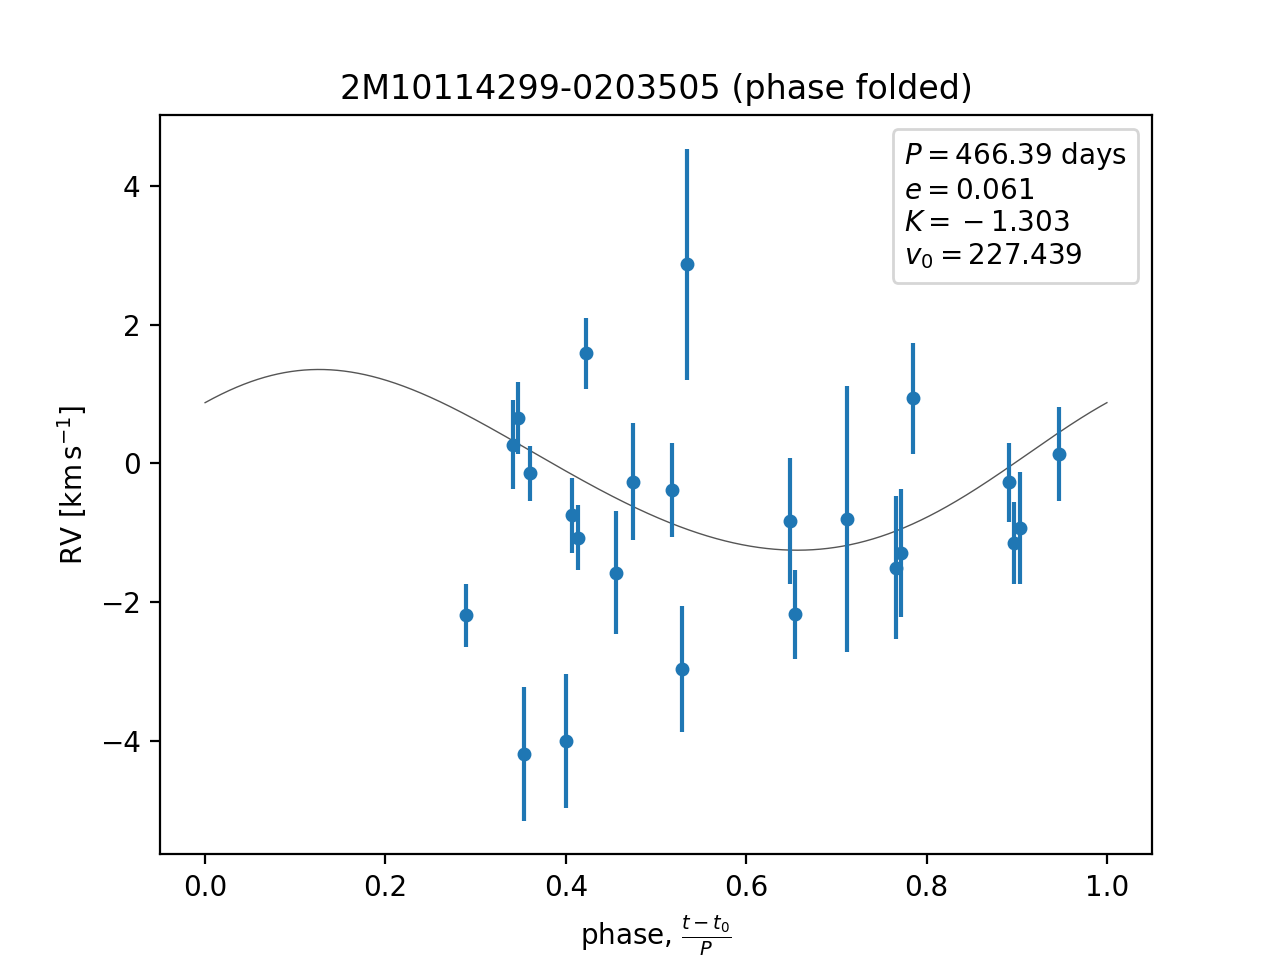 2M10114299-0203505 (phase folded)
P = 466.39 days
e = 0.061
K = −1.303
v₀ = 227.439
4
2
0
−2
−4
RV [km s⁻¹]
0.0 0.2 0.4 0.6 0.8 1.0
phase, (t − t₀)/P